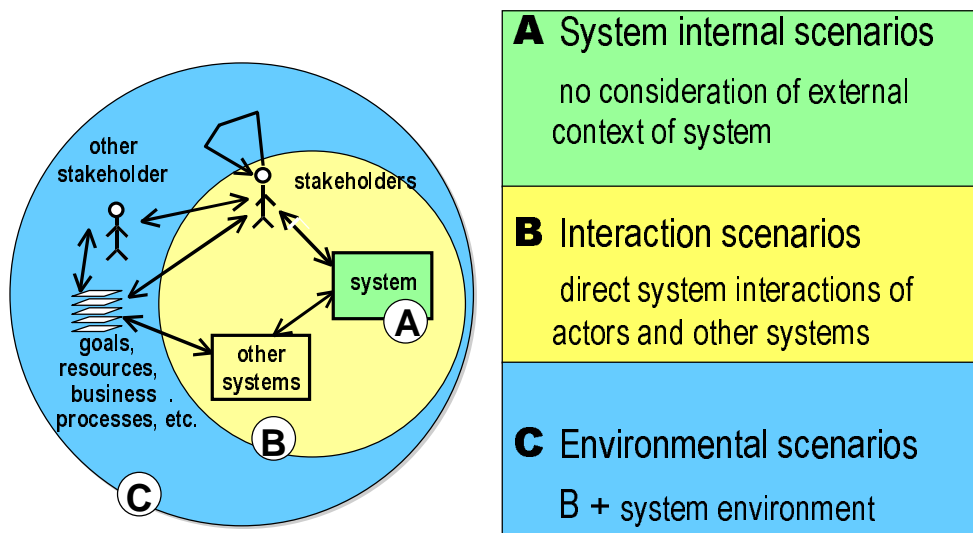 other
stakeholder
stakeholders
system
A
other
systems
goals,
resources,
business .
processes, etc.
B
C
A System internal scenarios
no consideration of external
context of system
B Interaction scenarios
direct system interactions of
actors and other systems
C Environmental scenarios
B + system environment